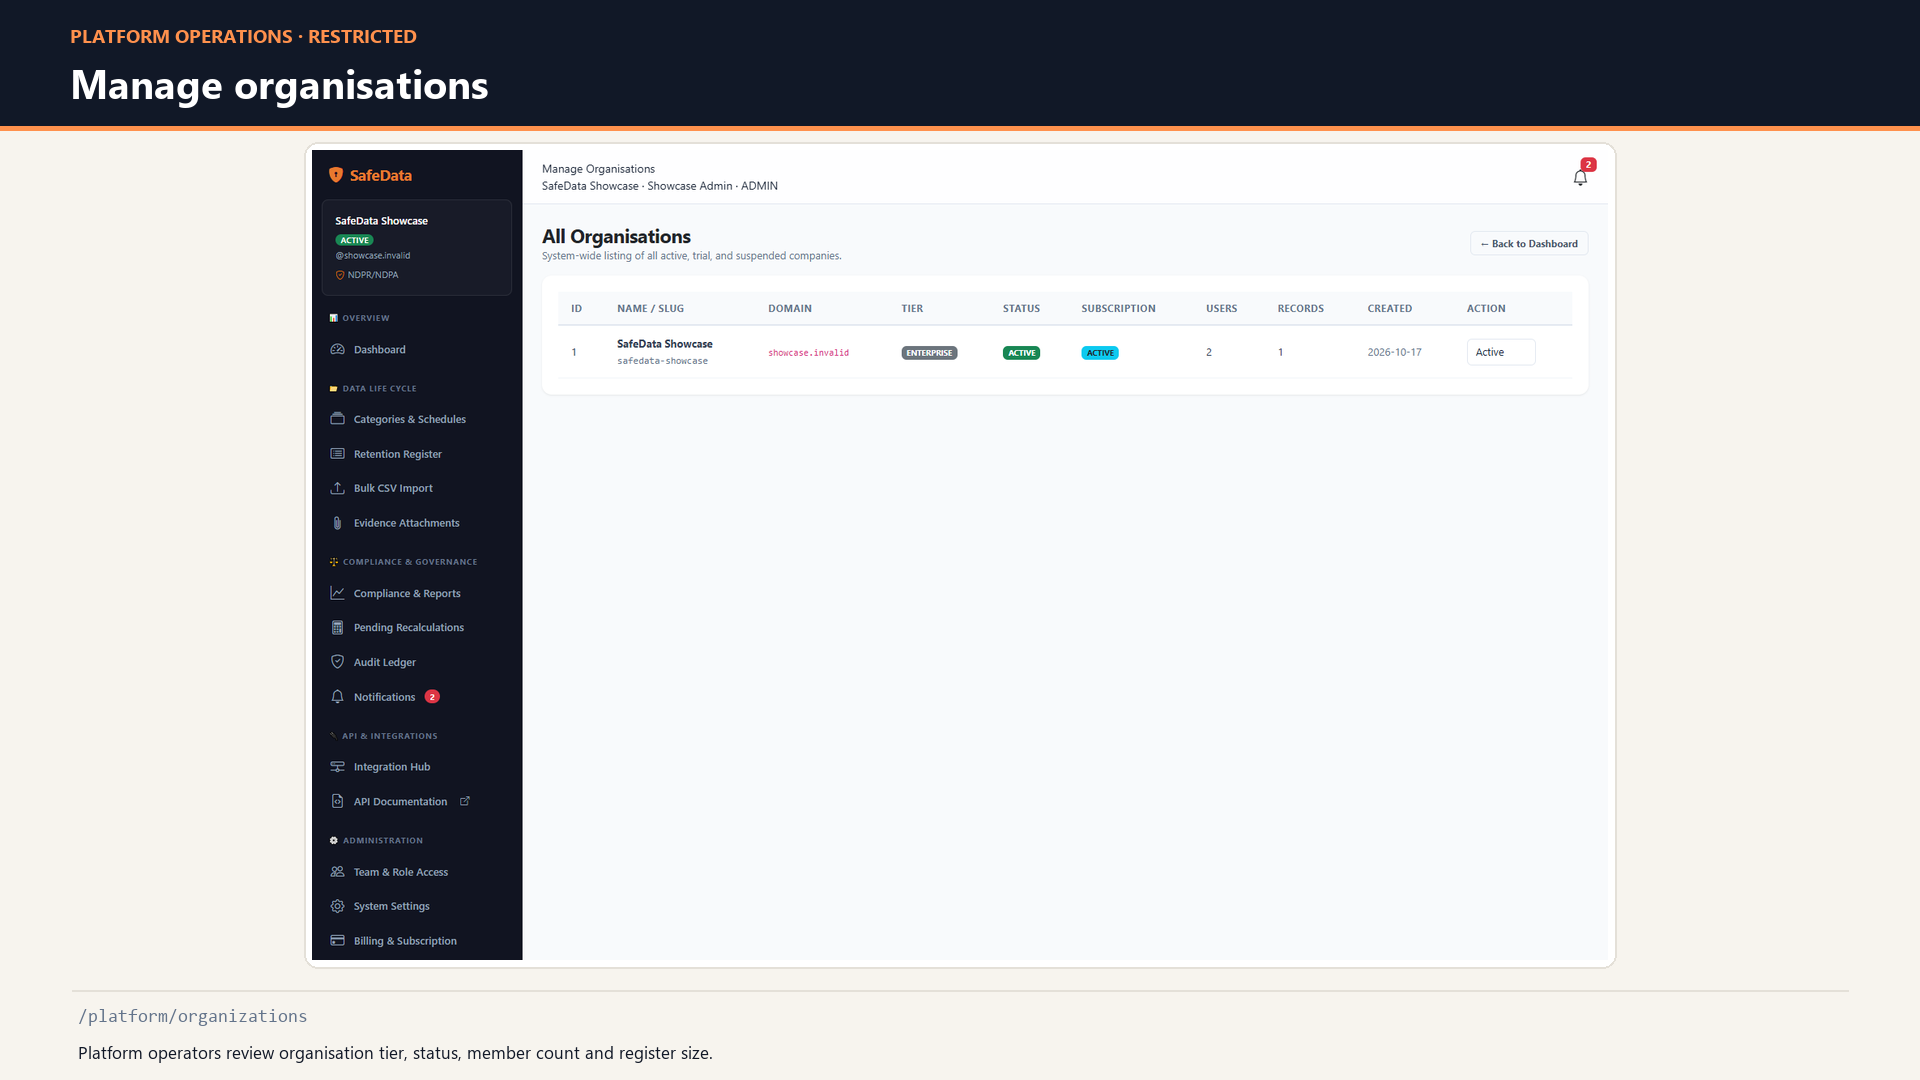 PLATFORM OPERATIONS · RESTRICTED
Manage organisations
SafeData
SafeData Showcase
ACTIVE
@showcase.invalid
NDPR/NDPA
OVERVIEW
Dashboard
DATA LIFE CYCLE
Categories & Schedules
Retention Register
Bulk CSV Import
Evidence Attachments
COMPLIANCE & GOVERNANCE
Compliance & Reports
Pending Recalculations
Audit Ledger
Notifications 2
API & INTEGRATIONS
Integration Hub
API Documentation
ADMINISTRATION
Team & Role Access
System Settings
Billing & Subscription
Manage Organisations
SafeData Showcase · Showcase Admin · ADMIN
2
All Organisations
System-wide listing of all active, trial, and suspended companies.
← Back to Dashboard
ID NAME / SLUG DOMAIN TIER STATUS SUBSCRIPTION USERS RECORDS CREATED ACTION
1 SafeData Showcase showcase.invalid ENTERPRISE ACTIVE ACTIVE 2 1 2026-10-17 Active
safedata-showcase
/platform/organizations
Platform operators review organisation tier, status, member count and register size.